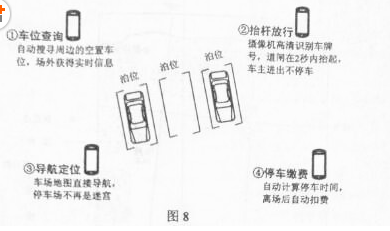 ①车位查询
自动搜寻周边的空置车
位,场外获得实时信息
②抬杆放行
摄像机高清识别车牌
号,道闸在2秒内抬起,
车主进出不停车
泊位
泊位
泊位
③导航定位
车场地图直接导航,
停车场不再是迷宫
④停车缴费
自动计算停车时间,
离场后自动扣费
图8